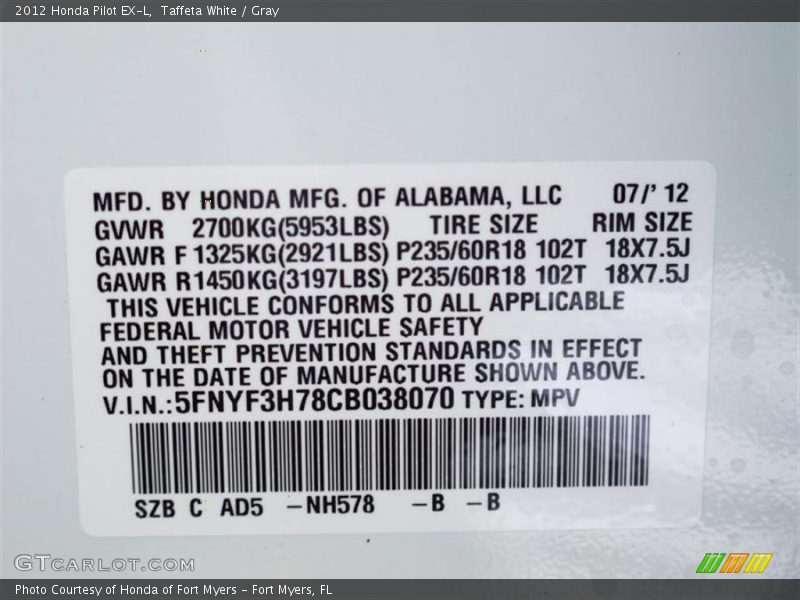 2012 Honda Pilot EX-L, Taffeta White / Gray
MFD. BY HONDA MFG. OF ALABAMA, LLC 07/' 12
GVWR 2700KG(5953LBS) TIRE SIZE RIM SIZE
GAWR F 1325KG(2921LBS) P235/60R18 102T 18X7.5J
GAWR R1450KG(3197LBS) P235/60R18 102T 18X7.5J
THIS VEHICLE CONFORMS TO ALL APPLICABLE
FEDERAL MOTOR VEHICLE SAFETY
AND THEFT PREVENTION STANDARDS IN EFFECT
ON THE DATE OF MANUFACTURE SHOWN ABOVE.
V.I.N.:5FNYF3H78CB038070 TYPE: MPV
SZB C AD5 -NH578 -B -B
GTCARLOT.COM
Photo Courtesy of Honda of Fort Myers - Fort Myers, FL